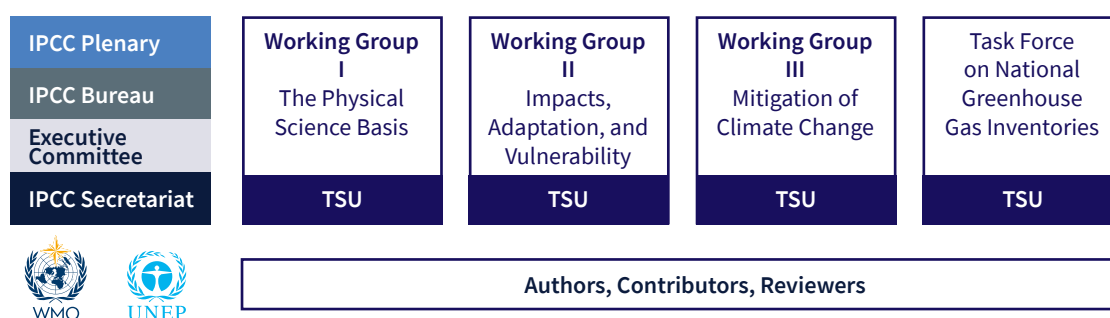 IPCC Plenary
IPCC Bureau
Executive
Committee
IPCC Secretariat
WMO
UNEP
Working Group
I
The Physical
Science Basis
TSU
Working Group
II
Impacts,
Adaptation, and
Vulnerability
TSU
Working Group
III
Mitigation of
Climate Change
TSU
Task Force
on National
Greenhouse
Gas Inventories
TSU
Authors, Contributors, Reviewers